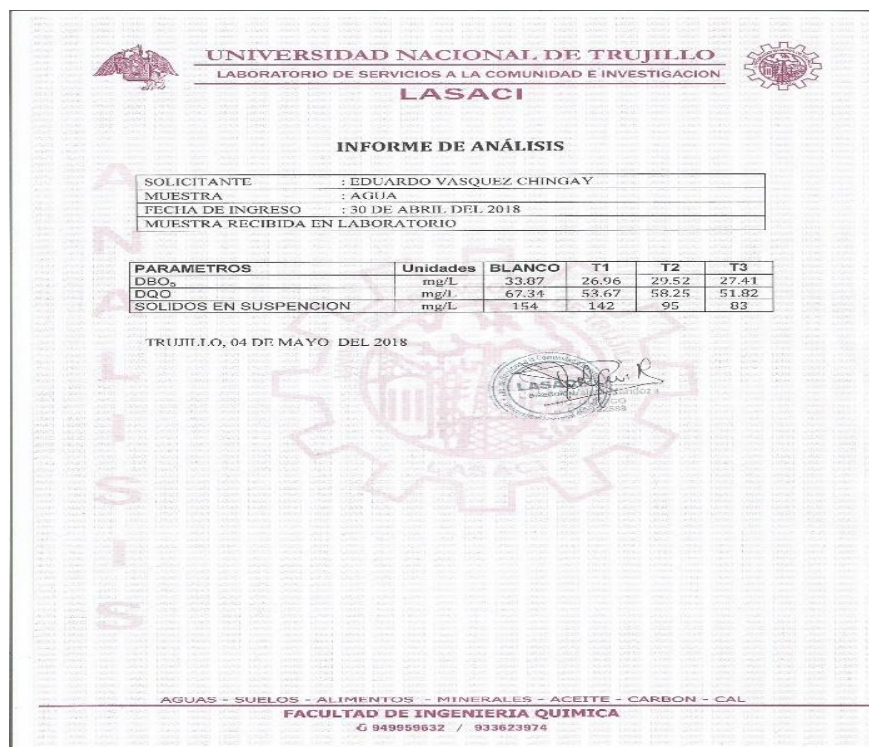 UNIVERSIDAD NACIONAL DE TRUJILLO
LABORATORIO DE SERVICIOS A LA COMUNIDAD E INVESTIGACION
LASACI
INFORME DE ANÁLISIS
SOLICITANTE : EDUARDO VASQUEZ CHINGAY
MUESTRA : AGUA
FECHA DE INGRESO : 30 DE ABRIL DEL 2018
MUESTRA RECIBIDA EN LABORATORIO
PARAMETROS Unidades BLANCO T1 T2 T3
DBO₅ mg/L 33.87 26.96 29.52 27.41
DQO mg/L 67.34 53.67 58.25 51.82
SOLIDOS EN SUSPENCION mg/L 154 142 95 83
TRUJILLO, 04 DE MAYO DEL 2018
LASACI
ANALISIS
LASACI
AGUAS - SUELOS - ALIMENTOS - MINERALES - ACEITE - CARBON - CAL
FACULTAD DE INGENIERIA QUIMICA
949959632 / 933623974